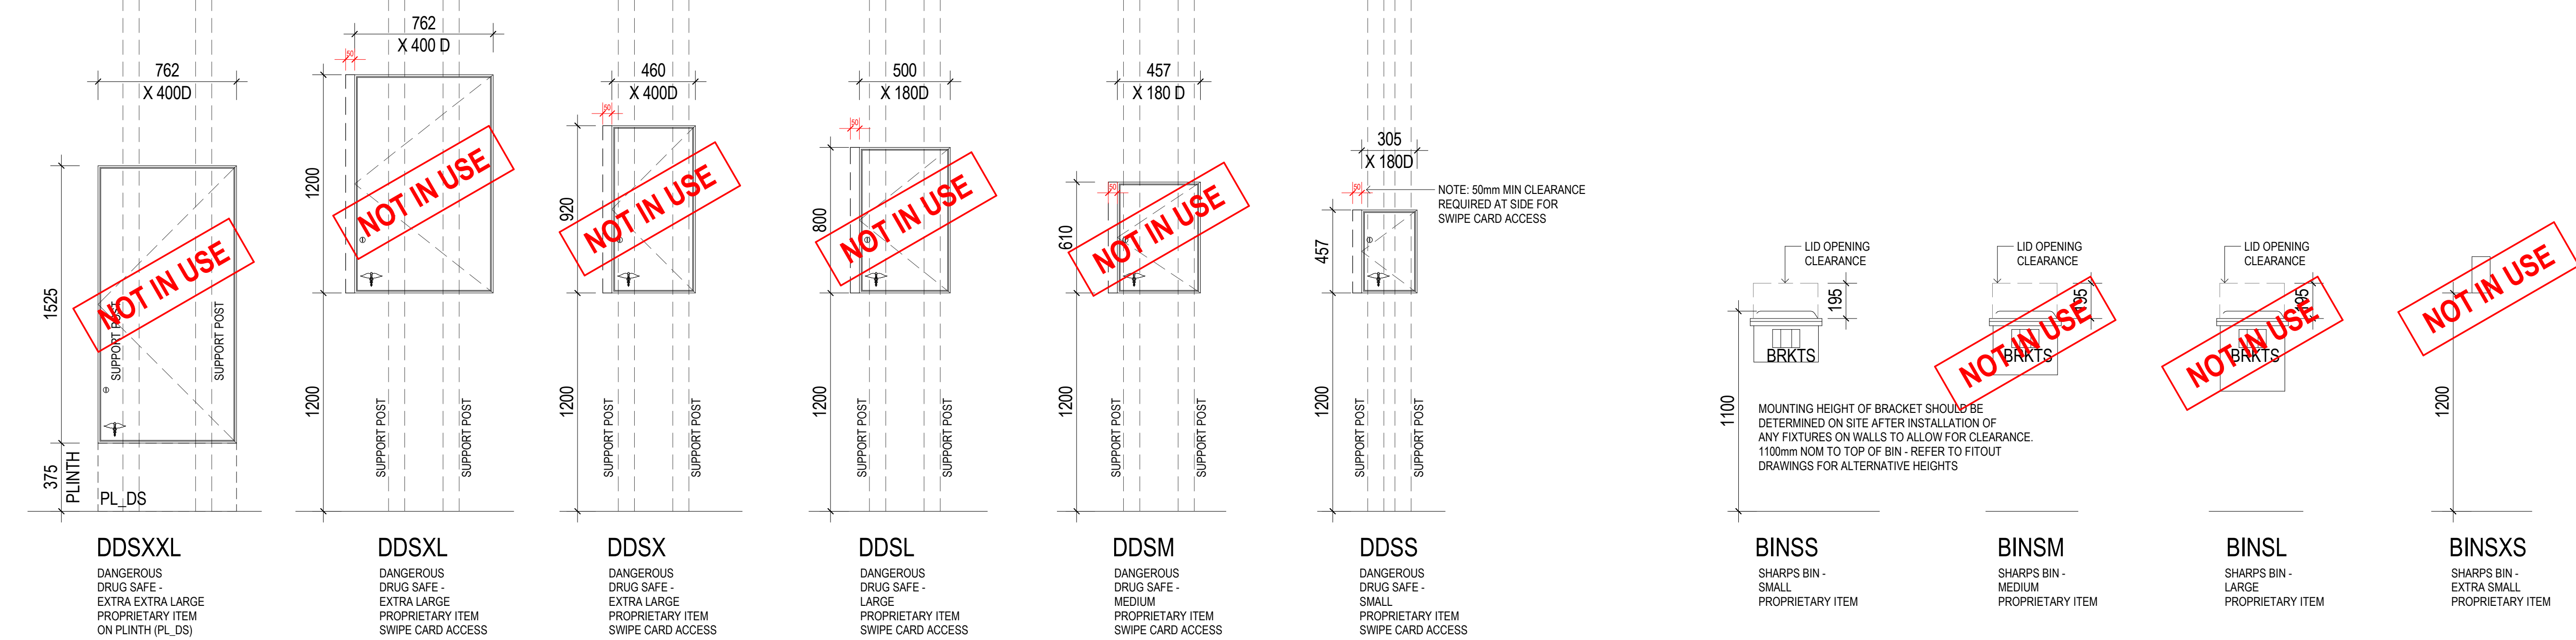 762
X 400D
1525
375
PLINTH
PL_DS
SUPPORT POST
SUPPORT POST
NOT IN USE
DDSXXL
DANGEROUS
DRUG SAFE -
EXTRA EXTRA LARGE
PROPRIETARY ITEM
ON PLINTH (PL_DS)
762
X 400 D
50
1200
1200
SUPPORT POST
SUPPORT POST
NOT IN USE
DDSXL
DANGEROUS
DRUG SAFE -
EXTRA LARGE
PROPRIETARY ITEM
SWIPE CARD ACCESS
460
X 400D
50
920
1200
SUPPORT POST
SUPPORT POST
NOT IN USE
DDSX
DANGEROUS
DRUG SAFE -
EXTRA LARGE
PROPRIETARY ITEM
SWIPE CARD ACCESS
500
X 180D
50
800
1200
SUPPORT POST
SUPPORT POST
NOT IN USE
DDSL
DANGEROUS
DRUG SAFE -
LARGE
PROPRIETARY ITEM
SWIPE CARD ACCESS
457
X 180 D
50
610
1200
SUPPORT POST
SUPPORT POST
NOT IN USE
DDSM
DANGEROUS
DRUG SAFE -
MEDIUM
PROPRIETARY ITEM
SWIPE CARD ACCESS
305
X 180D
50
NOTE: 50mm MIN CLEARANCE
REQUIRED AT SIDE FOR
SWIPE CARD ACCESS
457
1200
SUPPORT POST
SUPPORT POST
DDSS
DANGEROUS
DRUG SAFE -
SMALL
PROPRIETARY ITEM
SWIPE CARD ACCESS
LID OPENING
CLEARANCE
195
BRKTS
1100
MOUNTING HEIGHT OF BRACKET SHOULD BE
DETERMINED ON SITE AFTER INSTALLATION OF
ANY FIXTURES ON WALLS TO ALLOW FOR CLEARANCE.
1100mm NOM TO TOP OF BIN - REFER TO FITOUT
DRAWINGS FOR ALTERNATIVE HEIGHTS
BINSS
SHARPS BIN -
SMALL
PROPRIETARY ITEM
LID OPENING
CLEARANCE
195
BRKTS
NOT IN USE
BINSM
SHARPS BIN -
MEDIUM
PROPRIETARY ITEM
LID OPENING
CLEARANCE
195
BRKTS
NOT IN USE
BINSL
SHARPS BIN -
LARGE
PROPRIETARY ITEM
NOT IN USE
1200
BINSXS
SHARPS BIN -
EXTRA SMALL
PROPRIETARY ITEM